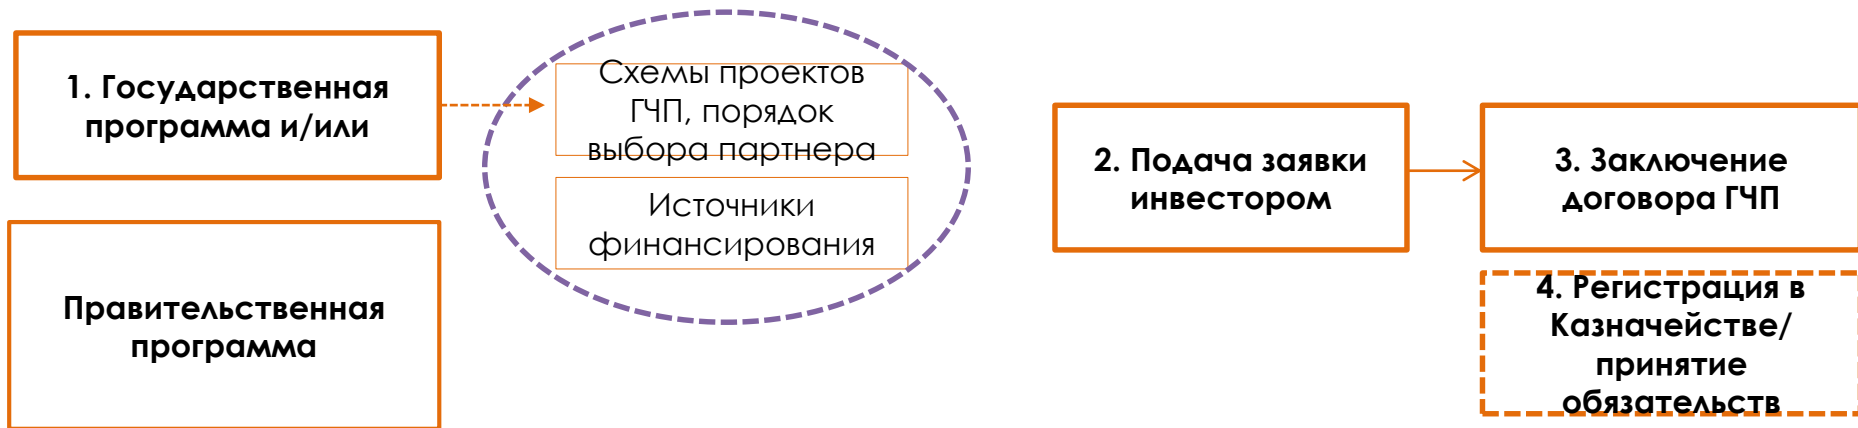 1. Государственная
программа и/или
Правительственная
программа
Схемы проектов
ГЧП, порядок
выбора партнера
Источники
финансирования
2. Подача заявки
инвестором
3. Заключение
договора ГЧП
4. Регистрация в
Казначействе/
принятие
обязательств